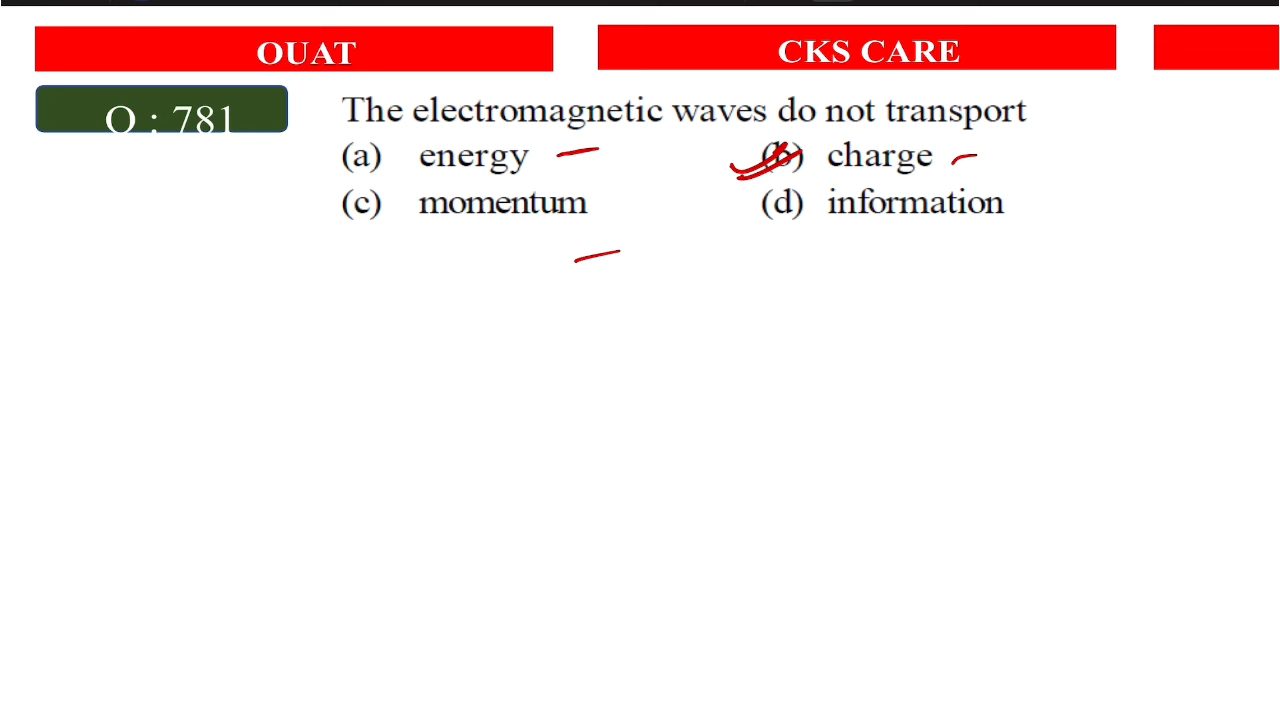 OUAT
CKS CARE
Q : 781
The electromagnetic waves do not transport
(a) energy (b) charge
(c) momentum (d) information